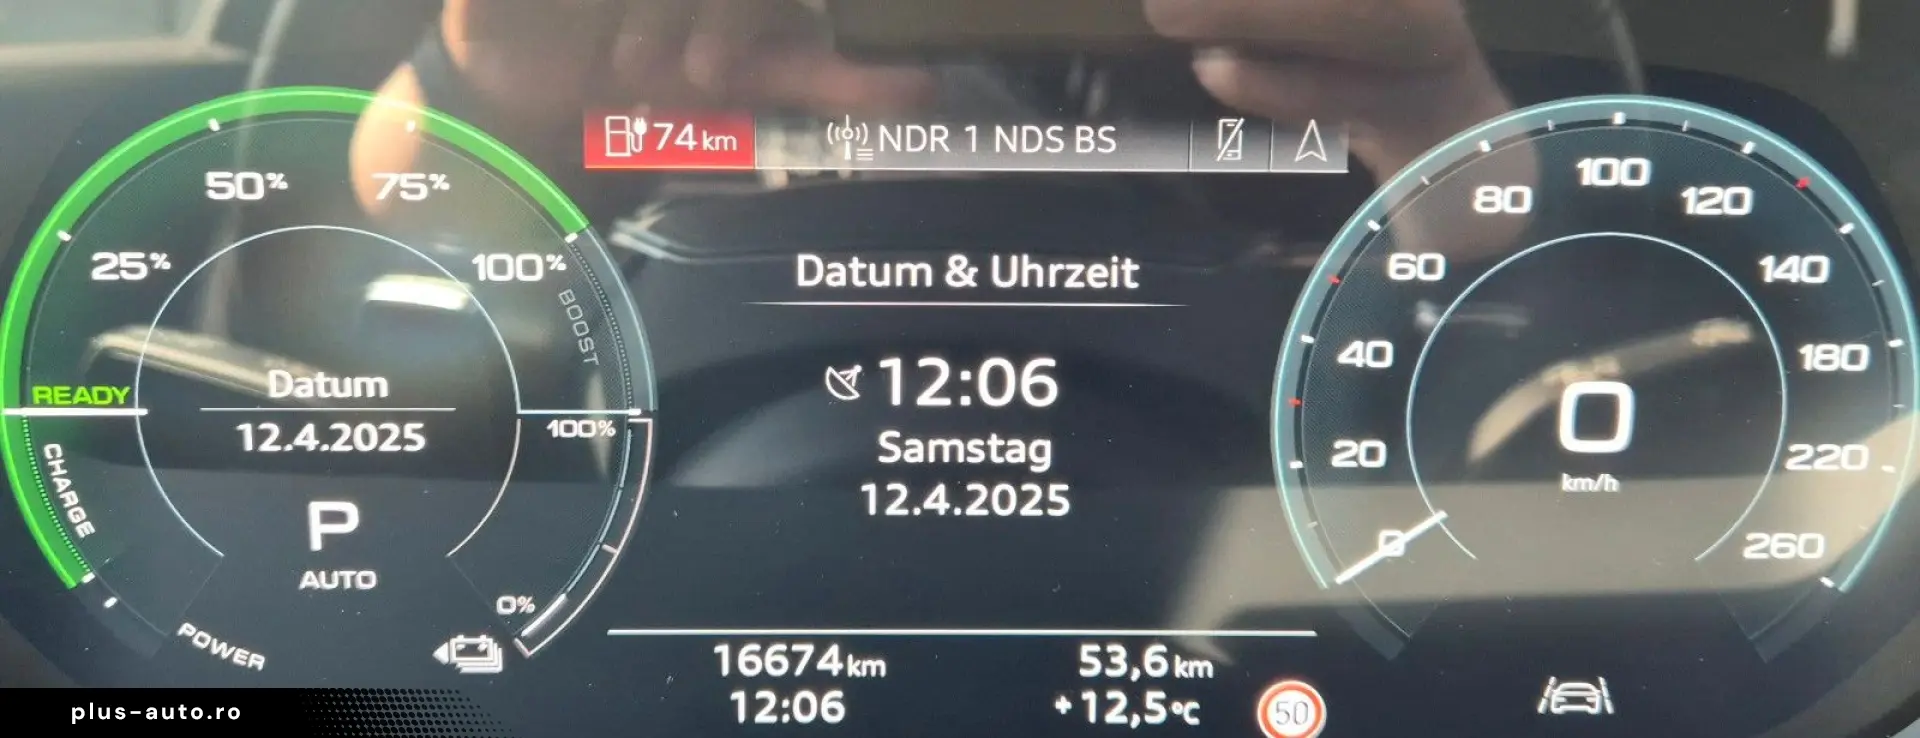 74 km
NDR 1 NDS BS
50%
75%
25%
100%
BOOST
READY
CHARGE
POWER
Datum
12.4.2025
P
AUTO
100%
0%
Datum & Uhrzeit
12:06
Samstag
12.4.2025
16674 km
53,6 km
12:06
+12,5°C
50
0
20
40
60
80
100
120
140
180
220
260
0
km/h
plus-auto.ro